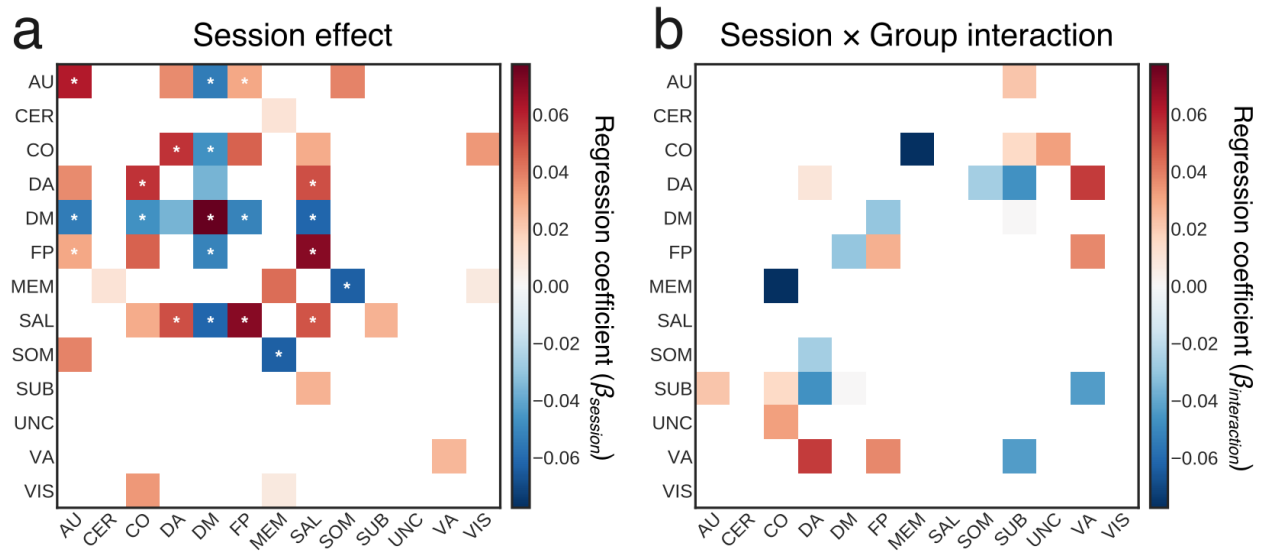 a
Session effect
AU
CER
CO
DA
DM
FP
MEM
SAL
SOM
SUB
UNC
VA
VIS
* * *
* *
* *
* * * * *
* * *
*
* * * *
*
AU CER CO DA DM FP MEM SAL SOM SUB UNC VA VIS
0.06
0.04
0.02
0.00
−0.02
−0.04
−0.06
Regression coefficient (βsession)
b
Session × Group interaction
AU
CER
CO
DA
DM
FP
MEM
SAL
SOM
SUB
UNC
VA
VIS
AU CER CO DA DM FP MEM SAL SOM SUB UNC VA VIS
0.06
0.04
0.02
0.00
−0.02
−0.04
−0.06
Regression coefficient (βinteraction)